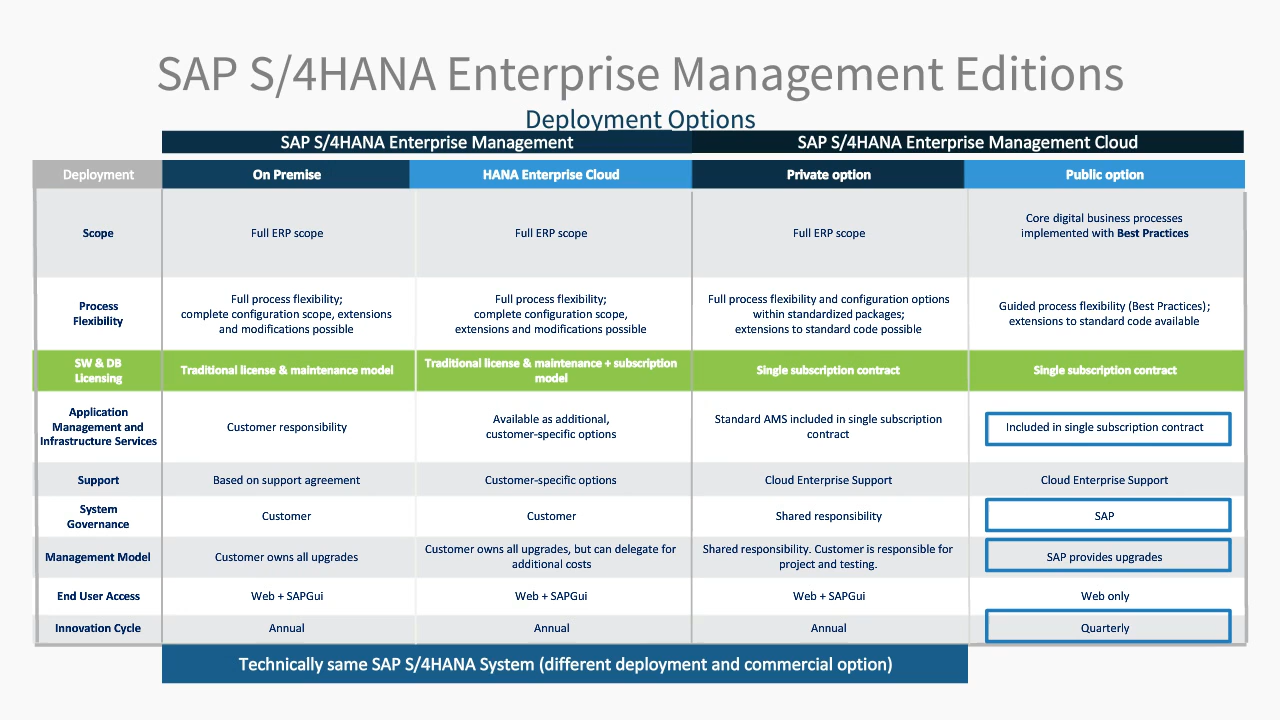 SAP S/4HANA Enterprise Management Editions
Deployment Options
SAP S/4HANA Enterprise Management
SAP S/4HANA Enterprise Management Cloud
Deployment
On Premise
HANA Enterprise Cloud
Private option
Public option
Scope
Full ERP scope
Full ERP scope
Full ERP scope
Core digital business processes
implemented with Best Practices
Process
Flexibility
Full process flexibility;
complete configuration scope, extensions
and modifications possible
Full process flexibility;
complete configuration scope,
extensions and modifications possible
Full process flexibility and configuration options
within standardized packages;
extensions to standard code possible
Guided process flexibility (Best Practices);
extensions to standard code available
SW & DB
Licensing
Traditional license & maintenance model
Traditional license & maintenance + subscription
model
Single subscription contract
Single subscription contract
Application
Management and
Infrastructure Services
Customer responsibility
Available as additional,
customer-specific options
Standard AMS included in single subscription
contract
Included in single subscription contract
Support
Based on support agreement
Customer-specific options
Cloud Enterprise Support
Cloud Enterprise Support
System
Governance
Customer
Customer
Shared responsibility
SAP
Management Model
Customer owns all upgrades
Customer owns all upgrades, but can delegate for
additional costs
Shared responsibility. Customer is responsible for
project and testing.
SAP provides upgrades
End User Access
Web + SAPGui
Web + SAPGui
Web + SAPGui
Web only
Innovation Cycle
Annual
Annual
Annual
Quarterly
Technically same SAP S/4HANA System (different deployment and commercial option)